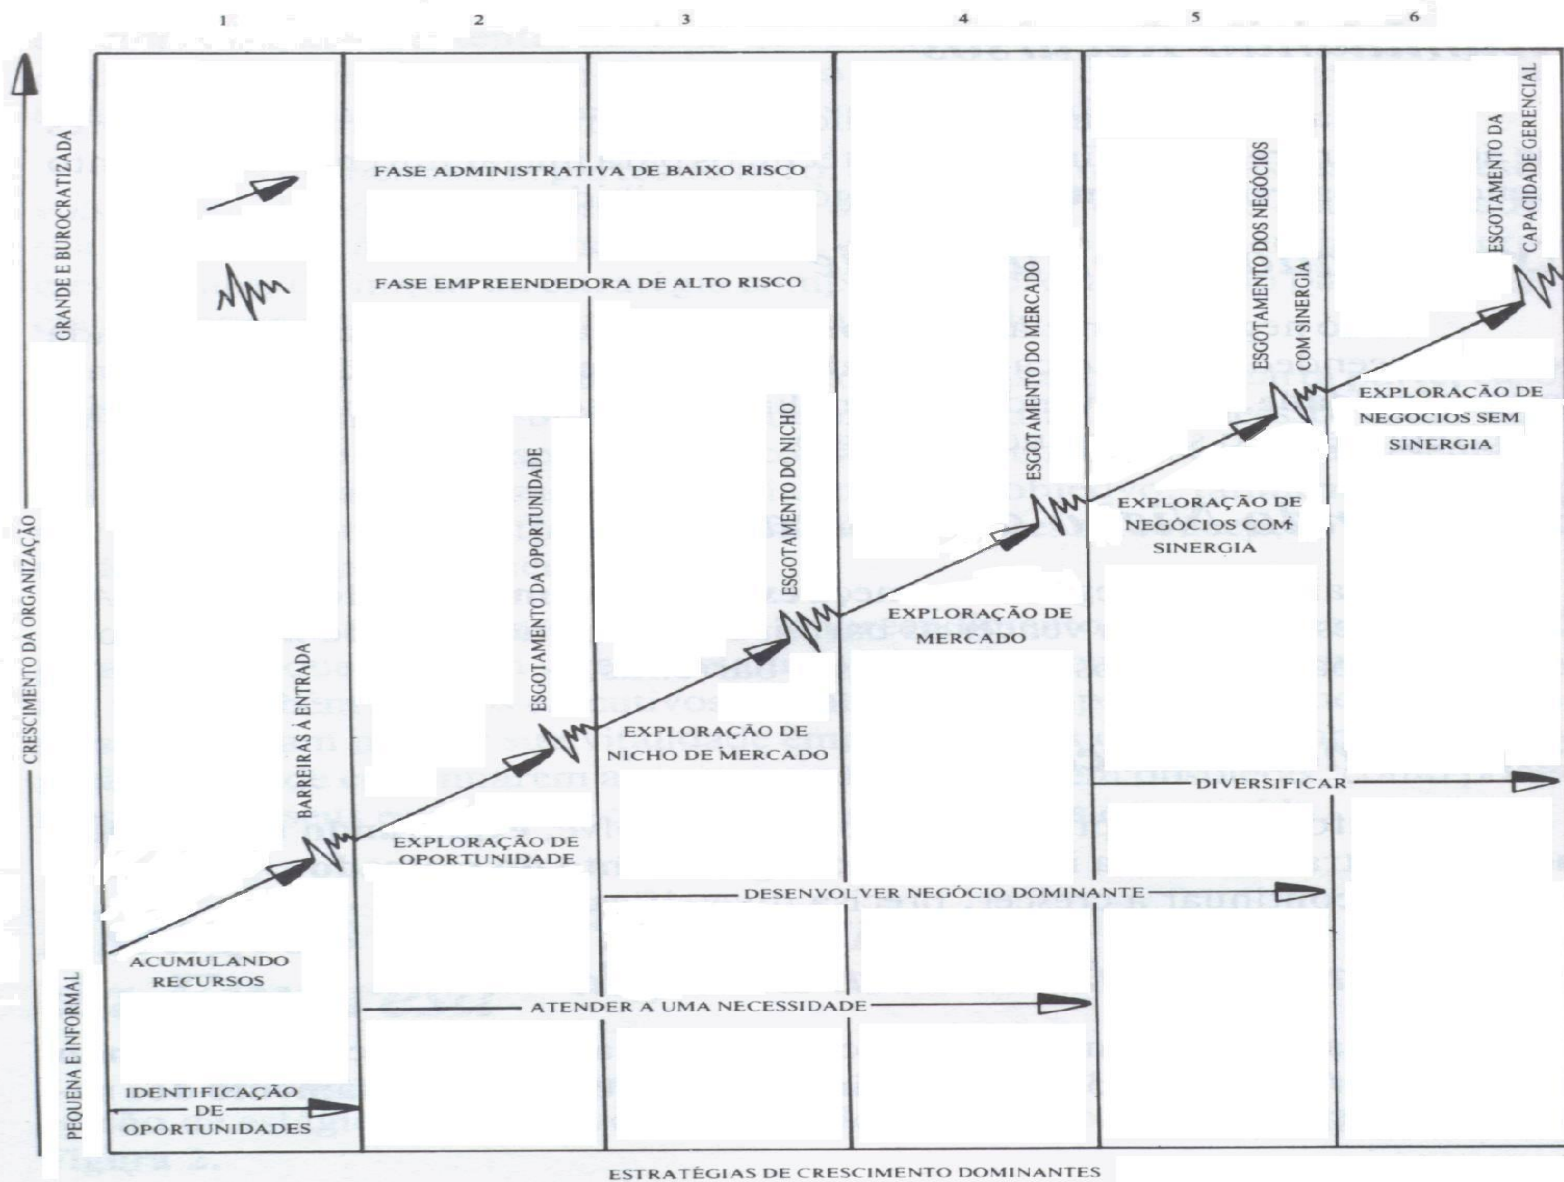 1 2 3 4 5 6
CRESCIMENTO DA ORGANIZAÇÃO
GRANDE E BUROCRATIZADA
PEQUENA E INFORMAL
FASE ADMINISTRATIVA DE BAIXO RISCO
FASE EMPREENDEDORA DE ALTO RISCO
BARREIRAS À ENTRADA
ACUMULANDO
RECURSOS
IDENTIFICAÇÃO
DE
OPORTUNIDADES
ESGOTAMENTO DA OPORTUNIDADE
EXPLORAÇÃO DE
OPORTUNIDADE
ESGOTAMENTO DO NICHO
EXPLORAÇÃO DE
NICHO DE MERCADO
ESGOTAMENTO DO MERCADO
EXPLORAÇÃO DE
MERCADO
ESGOTAMENTO DOS NEGÓCIOS
COM SINERGIA
EXPLORAÇÃO DE
NEGÓCIOS COM
SINERGIA
ESGOTAMENTO DA
CAPACIDADE GERENCIAL
EXPLORAÇÃO DE
NEGOCIOS SEM
SINERGIA
DIVERSIFICAR
DESENVOLVER NEGÓCIO DOMINANTE
ATENDER A UMA NECESSIDADE
ESTRATÉGIAS DE CRESCIMENTO DOMINANTES